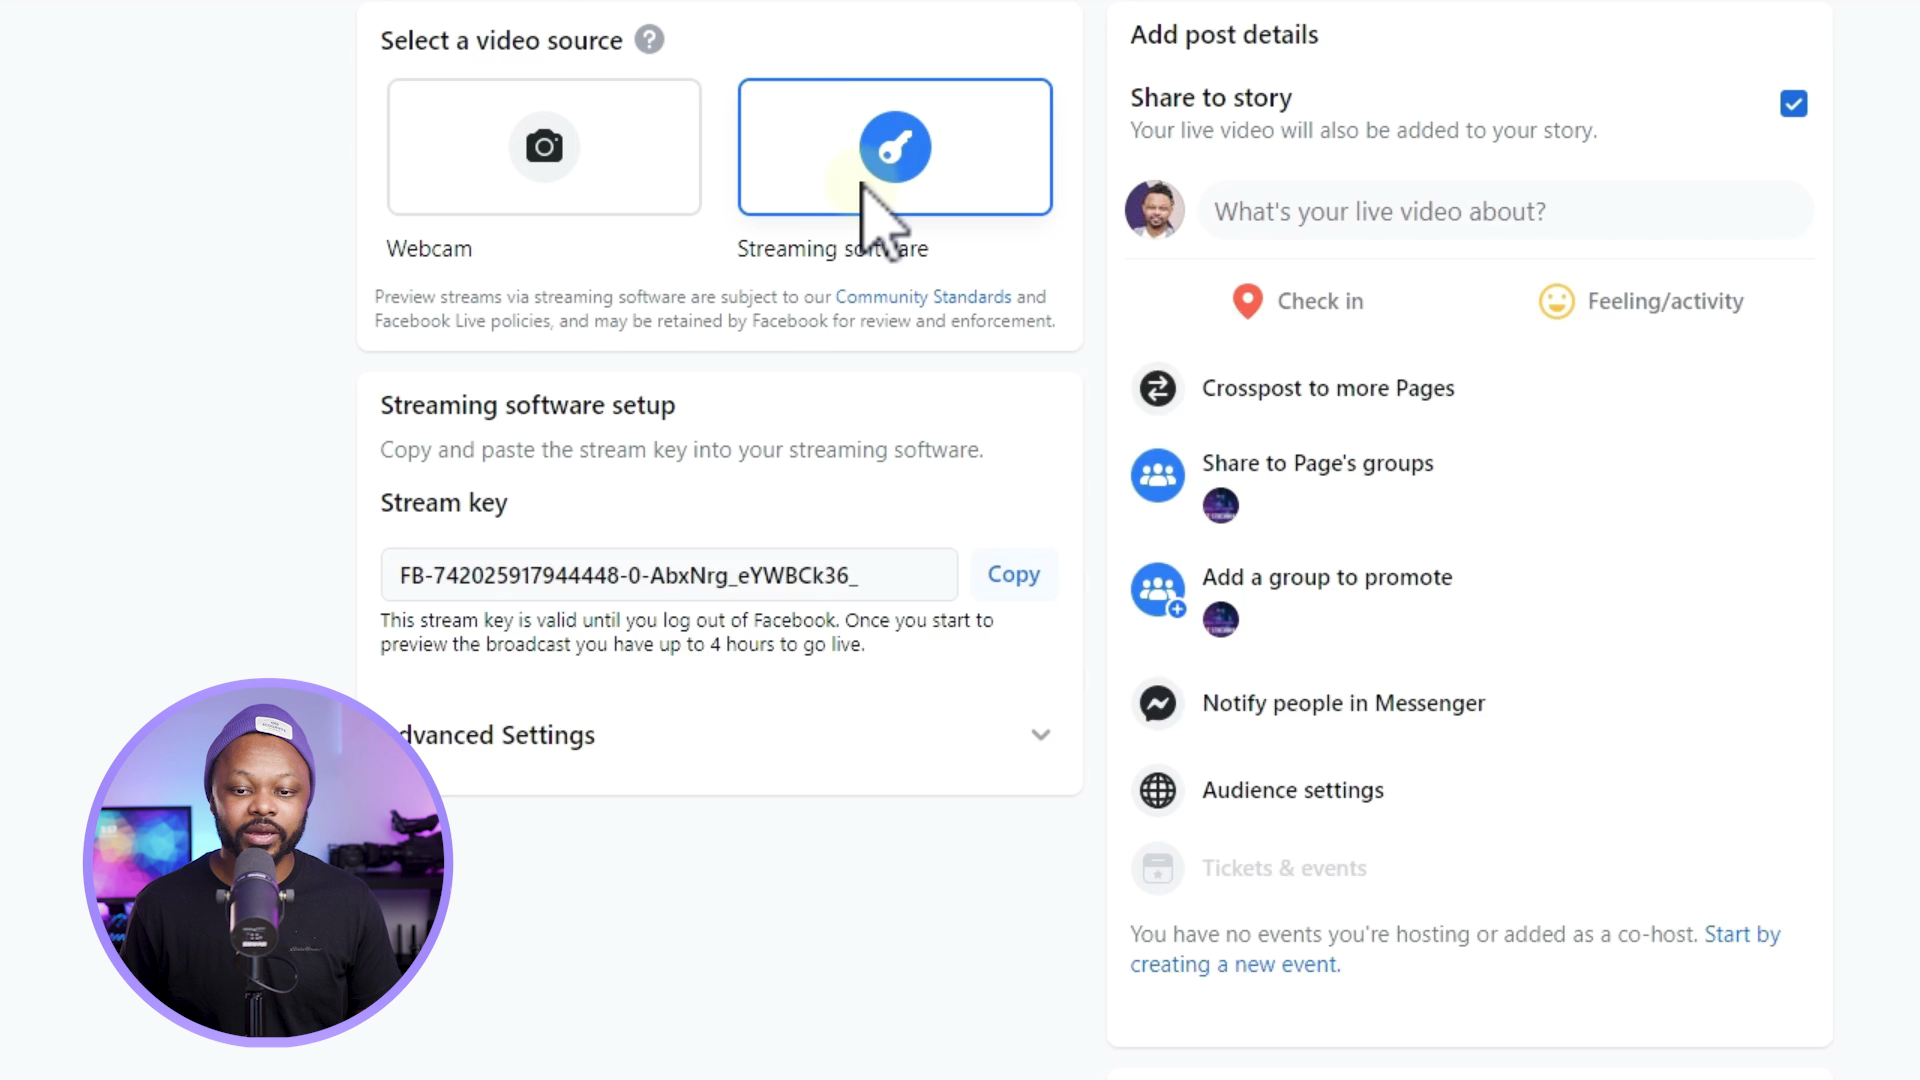 Select a video source
Webcam
Streaming software
Preview streams via streaming software are subject to our Community Standards and
Facebook Live policies, and may be retained by Facebook for review and enforcement.
Streaming software setup
Copy and paste the stream key into your streaming software.
Stream key
FB-742025917944448-0-AbxNrg_eYWBCk36_
Copy
This stream key is valid until you log out of Facebook. Once you start to
preview the broadcast you have up to 4 hours to go live.
dvanced Settings
Add post details
Share to story
Your live video will also be added to your story.
What's your live video about?
Check in
Feeling/activity
Crosspost to more Pages
Share to Page's groups
Add a group to promote
Notify people in Messenger
Audience settings
Tickets & events
You have no events you're hosting or added as a co-host. Start by
creating a new event.